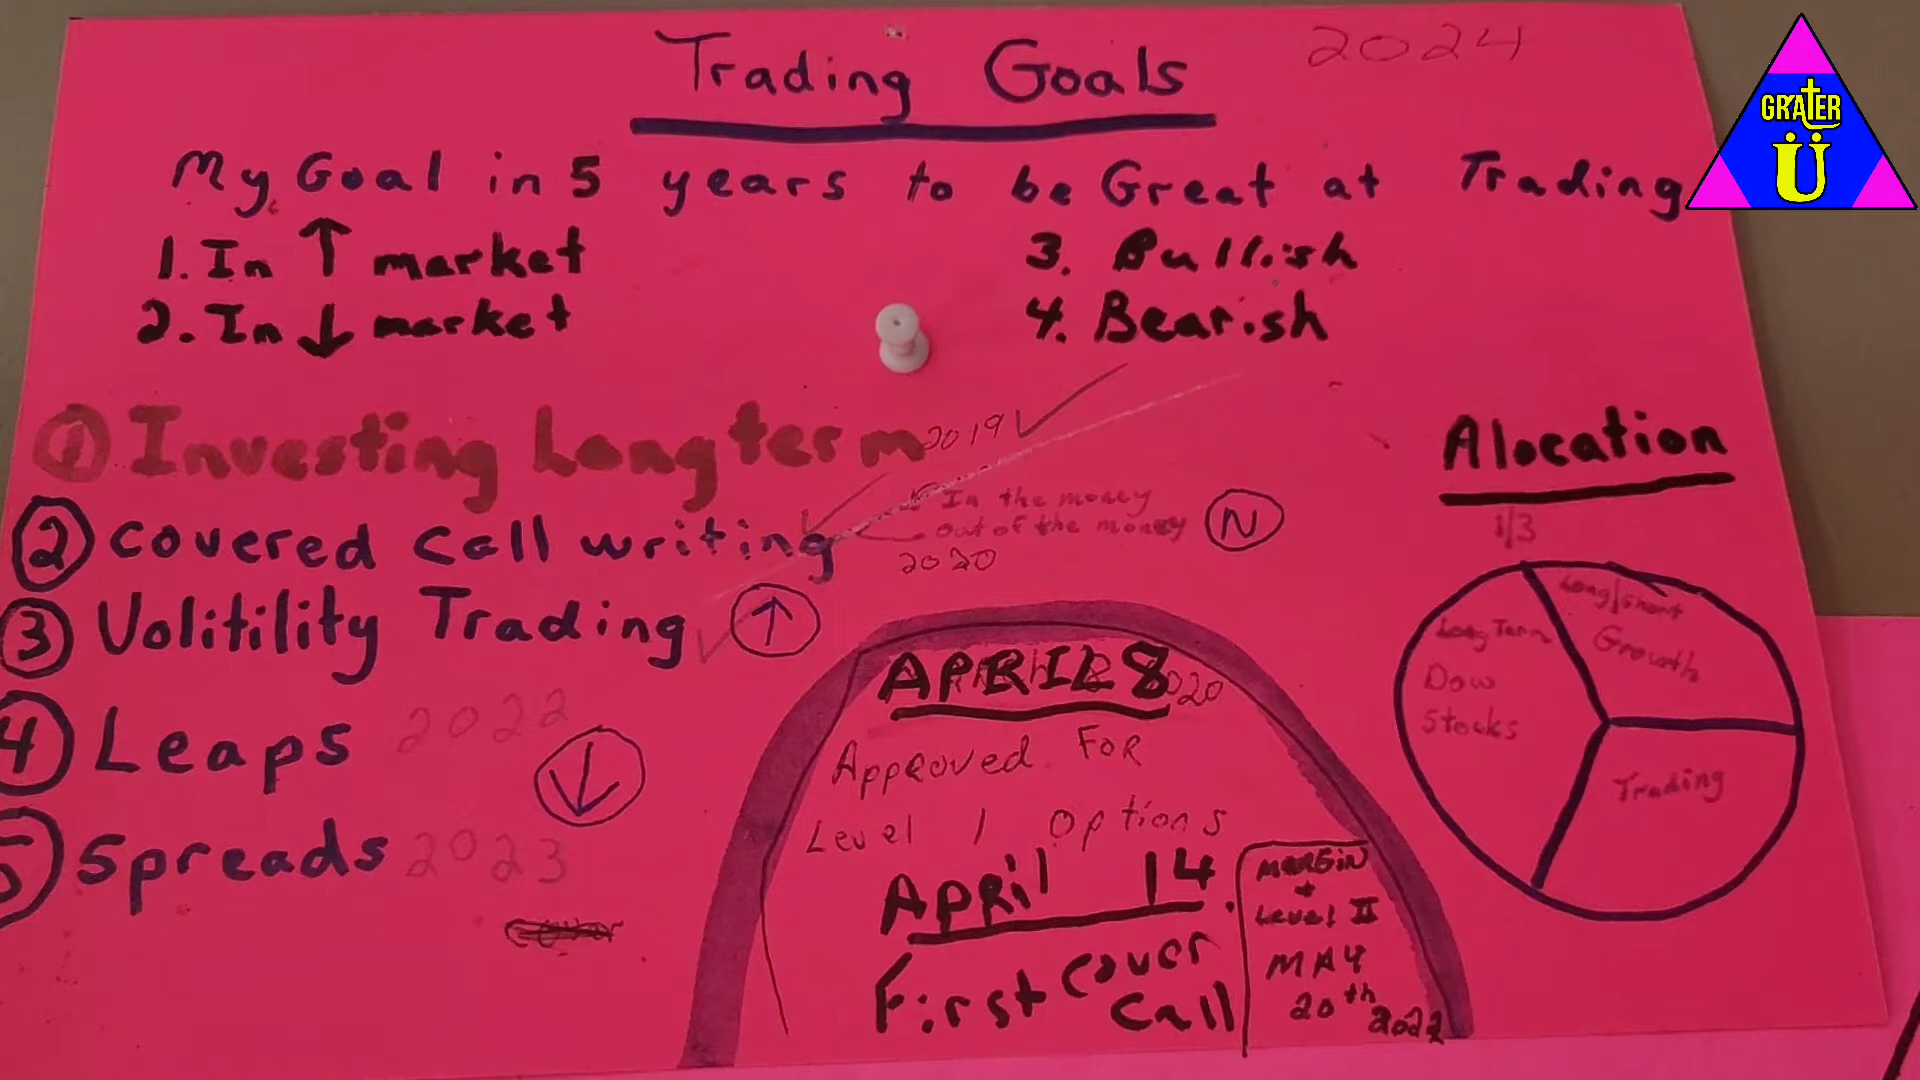 Trading Goals
2024
GRATER
Ü
My Goal in 5 years to be Great at Trading
1. In ↑ market
2. In ↓ market
3. Bullish
4. Bearish
① Investing Long term 2019 ✓
② covered call writing
In the money
out of the money
2020
N
③ Volitility Trading ↑
④ Leaps 2022
↓
⑤ Spreads 2023
APRIL 8
2020
Approved For
Level 1 Options
April 14
First cover
call
MARGIN
+
Level II
MAY
20th
2022
Alocation
1/3
Long Term
Dow
Stocks
Long/Short
Growth
Trading